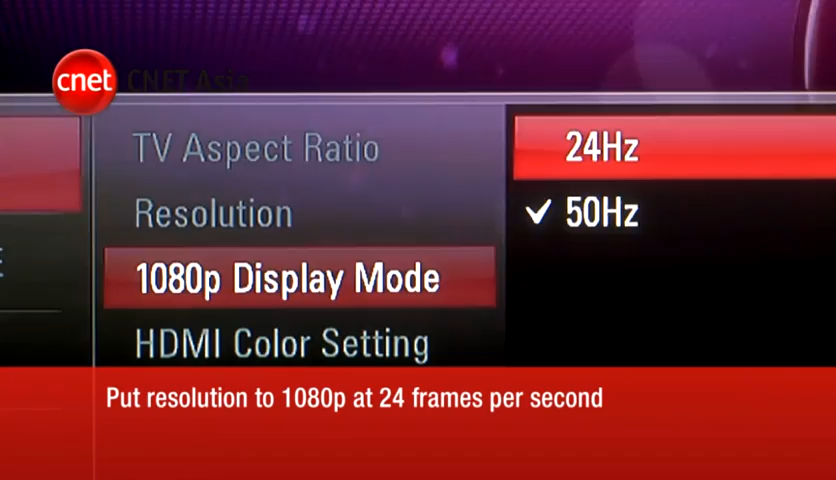 cnet CNET Asia
TV Aspect Ratio
24Hz
Resolution
✓ 50Hz
1080p Display Mode
HDMI Color Setting
Put resolution to 1080p at 24 frames per second